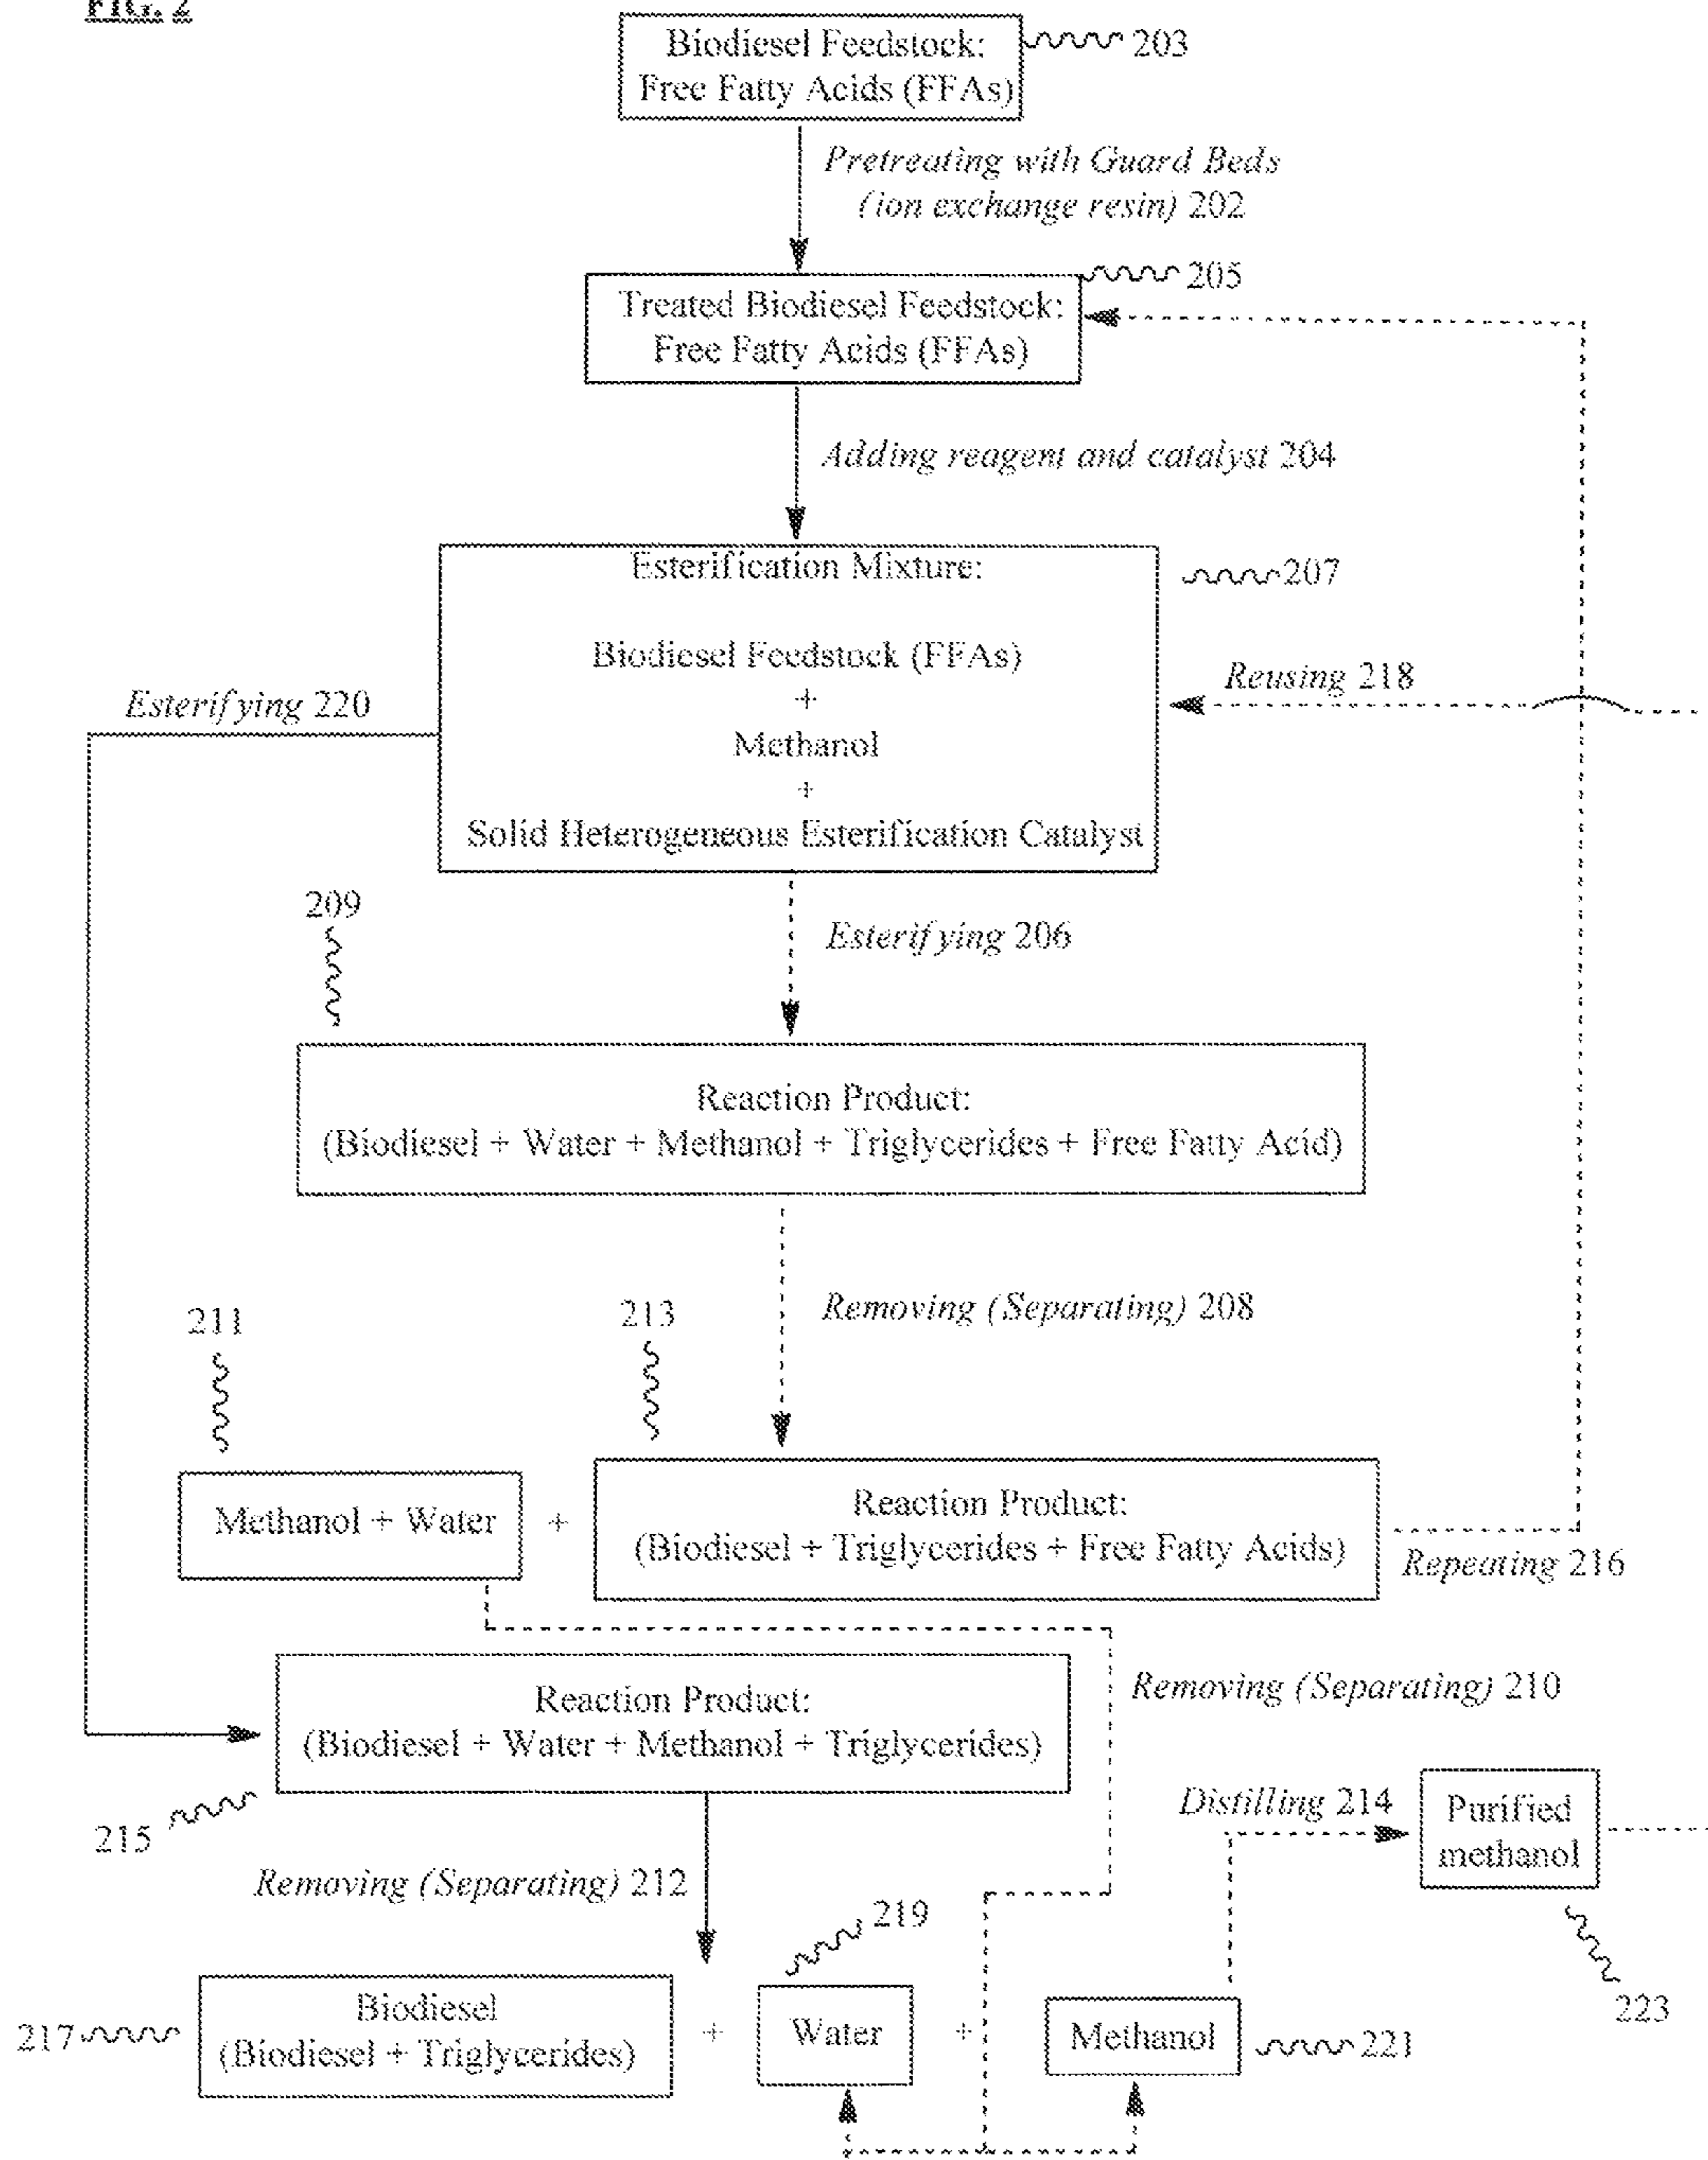 FIG. 2
Biodiesel Feedstock:
Free Fatty Acids (FFAs)
203
Pretreating with Guard Beds
(ion exchange resin) 202
205
Treated Biodiesel Feedstock:
Free Fatty Acids (FFAs)
Adding reagent and catalyst 204
Esterification Mixture:
207
Biodiesel Feedstock (FFAs)
+
Methanol
+
Solid Heterogeneous Esterification Catalyst
Reusing 218
Esterifying 220
209
Esterifying 206
Reaction Product:
(Biodiesel + Water + Methanol + Triglycerides + Free Fatty Acid)
Removing (Separating) 208
211
213
Methanol + Water
+
Reaction Product:
(Biodiesel + Triglycerides + Free Fatty Acids)
Repeating 216
Removing (Separating) 210
Reaction Product:
(Biodiesel + Water + Methanol + Triglycerides)
215
Distilling 214
Purified
methanol
Removing (Separating) 212
219
223
217
Biodiesel
(Biodiesel + Triglycerides)
+
Water
+
Methanol
221